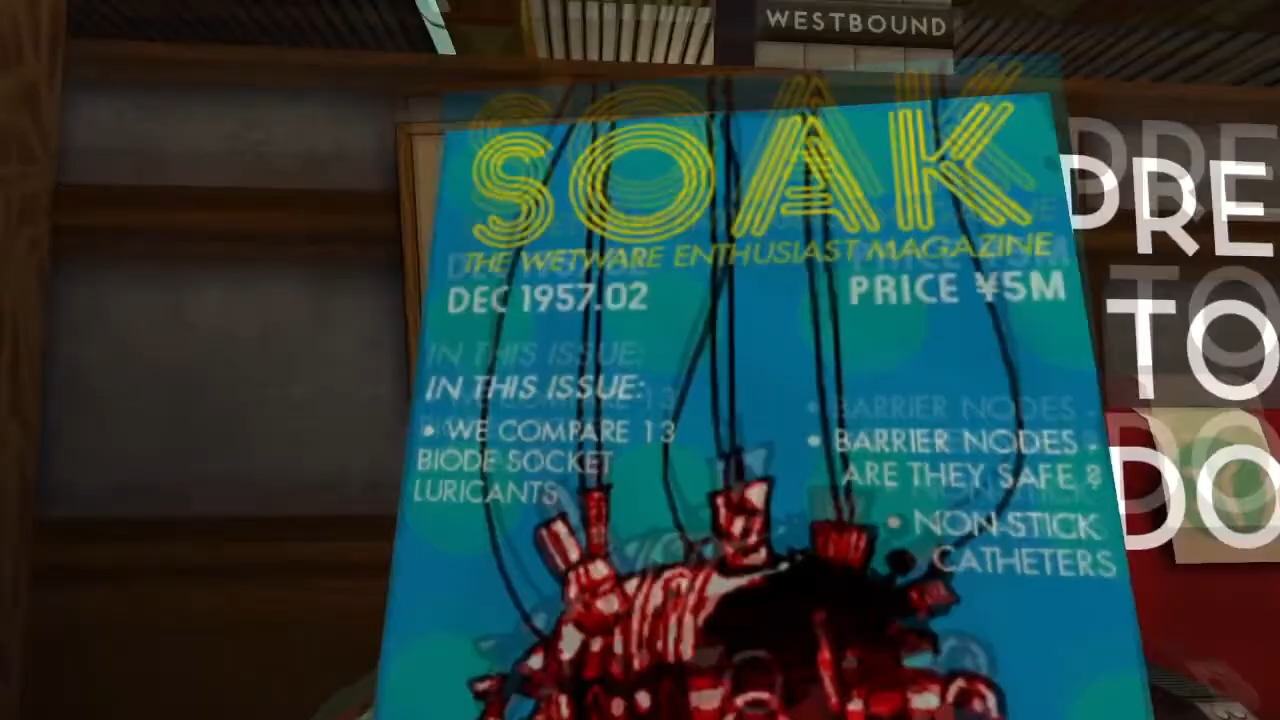 WESTBOUND
SOAK
THE WETWARE ENTHUSIAST MAGAZINE
DEC 1957.02
PRICE ¥5M
IN THIS ISSUE:
• WE COMPARE 13
BIODE SOCKET
LURICANTS
• BARRIER NODES -
ARE THEY SAFE ?
• NON-STICK
CATHETERS
PRE
TO
DO